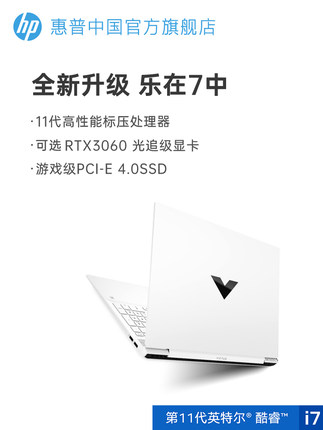 hp 惠普中国官方旗舰店
全新升级 乐在7中
·11代高性能标压处理器
·可选 RTX3060 光追级显卡
·游戏级PCI-E 4.0SSD
第11代英特尔® 酷睿™ i7